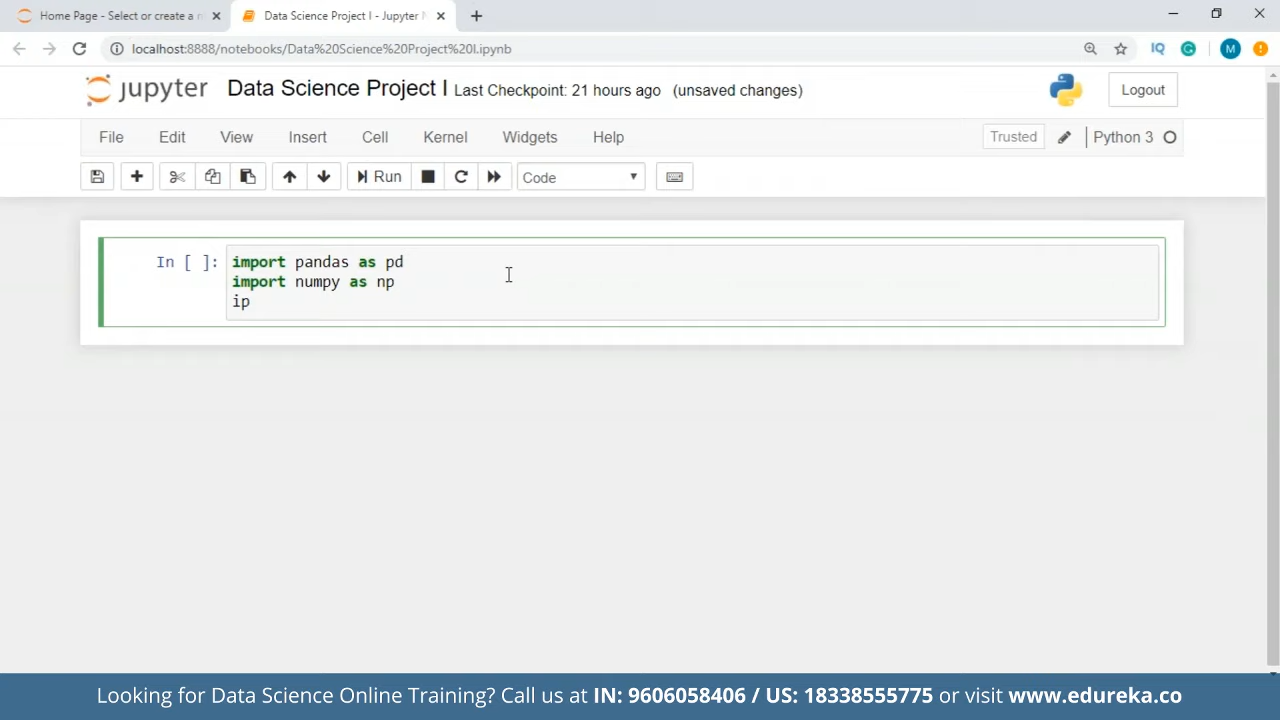 Home Page - Select or create a n
Data Science Project I - Jupyter N
localhost:8888/notebooks/Data%20Science%20Project%20I.ipynb
IQ
M
jupyter Data Science Project I Last Checkpoint: 21 hours ago (unsaved changes)
Logout
File Edit View Insert Cell Kernel Widgets Help
Trusted
Python 3
Run
Code
In [ ]:
import pandas as pd
import numpy as np
ip
Looking for Data Science Online Training? Call us at IN: 9606058406 / US: 18338555775 or visit www.edureka.co